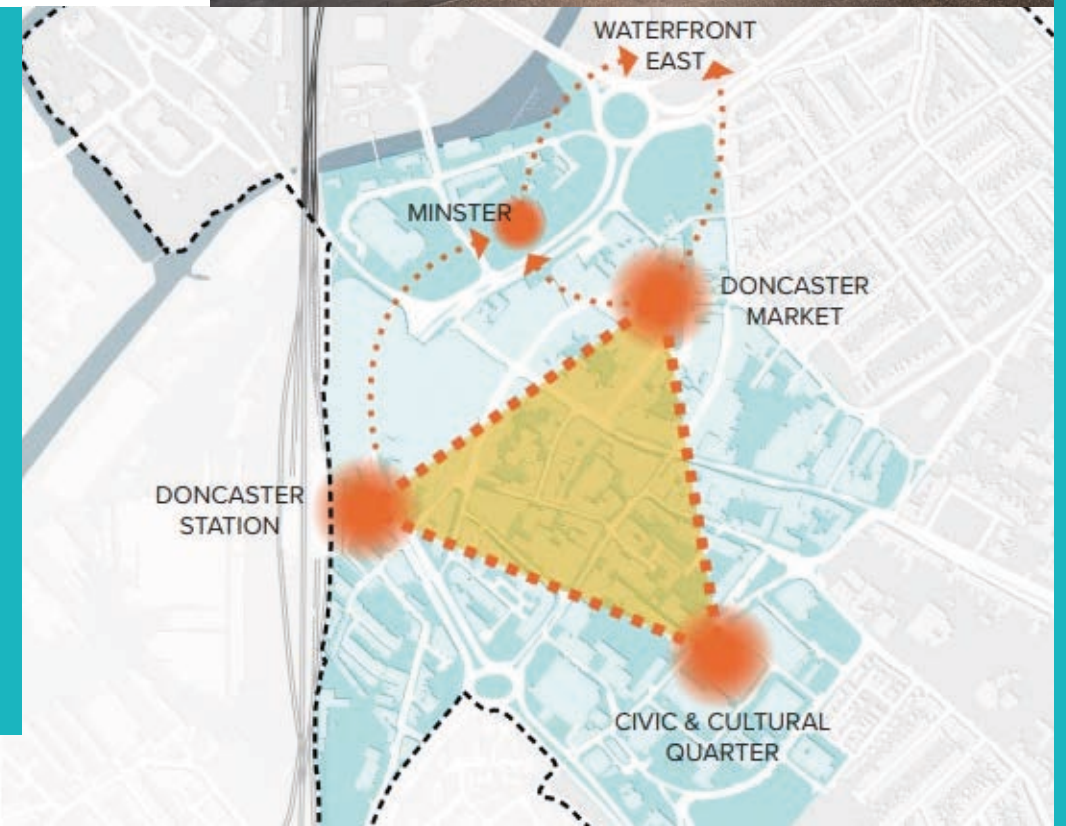 WATERFRONT
EAST
MINSTER
DONCASTER
MARKET
DONCASTER
STATION
CIVIC & CULTURAL
QUARTER